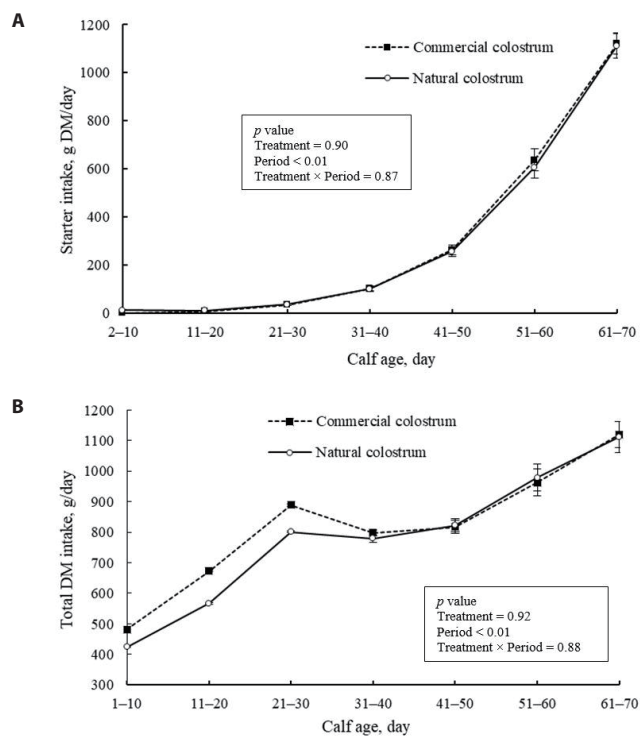 A
1200
1000
800
600
400
200
0
Starter intake, g DM/day
Commercial colostrum
Natural colostrum
p value
Treatment = 0.90
Period < 0.01
Treatment × Period = 0.87
2–10 11–20 21–30 31–40 41–50 51–60 61–70
Calf age, day
B
1200
1100
1000
900
800
700
600
500
400
300
Total DM intake, g/day
Commercial colostrum
Natural colostrum
p value
Treatment = 0.92
Period < 0.01
Treatment × Period = 0.88
1–10 11–20 21–30 31–40 41–50 51–60 61–70
Calf age, day